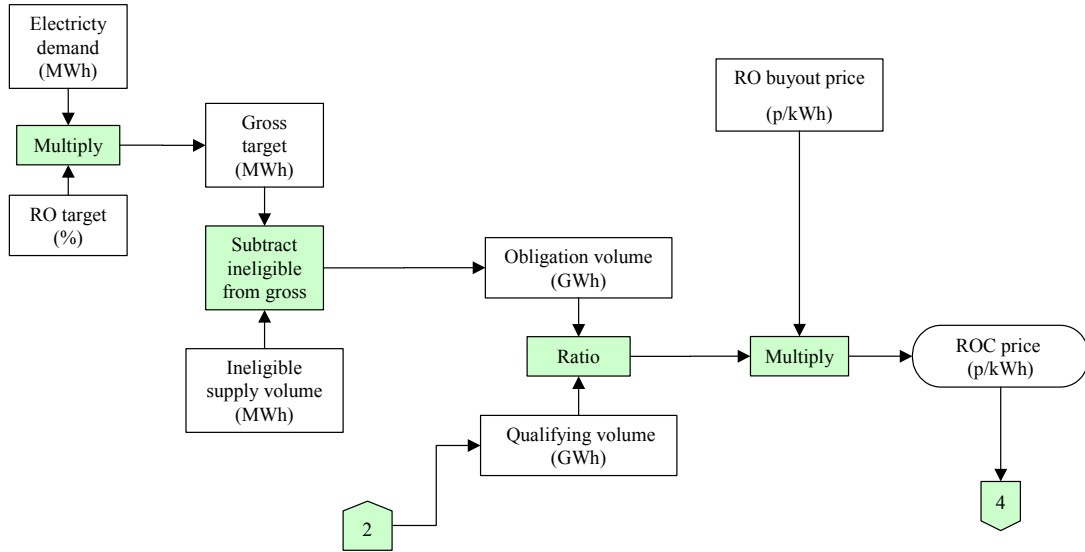 Electricty
demand
(MWh)
Multiply
RO target
(%)
Gross
target
(MWh)
Subtract
ineligible
from gross
Ineligible
supply volume
(MWh)
Obligation volume
(GWh)
Ratio
Qualifying volume
(GWh)
2
RO buyout price
(p/kWh)
Multiply
ROC price
(p/kWh)
4